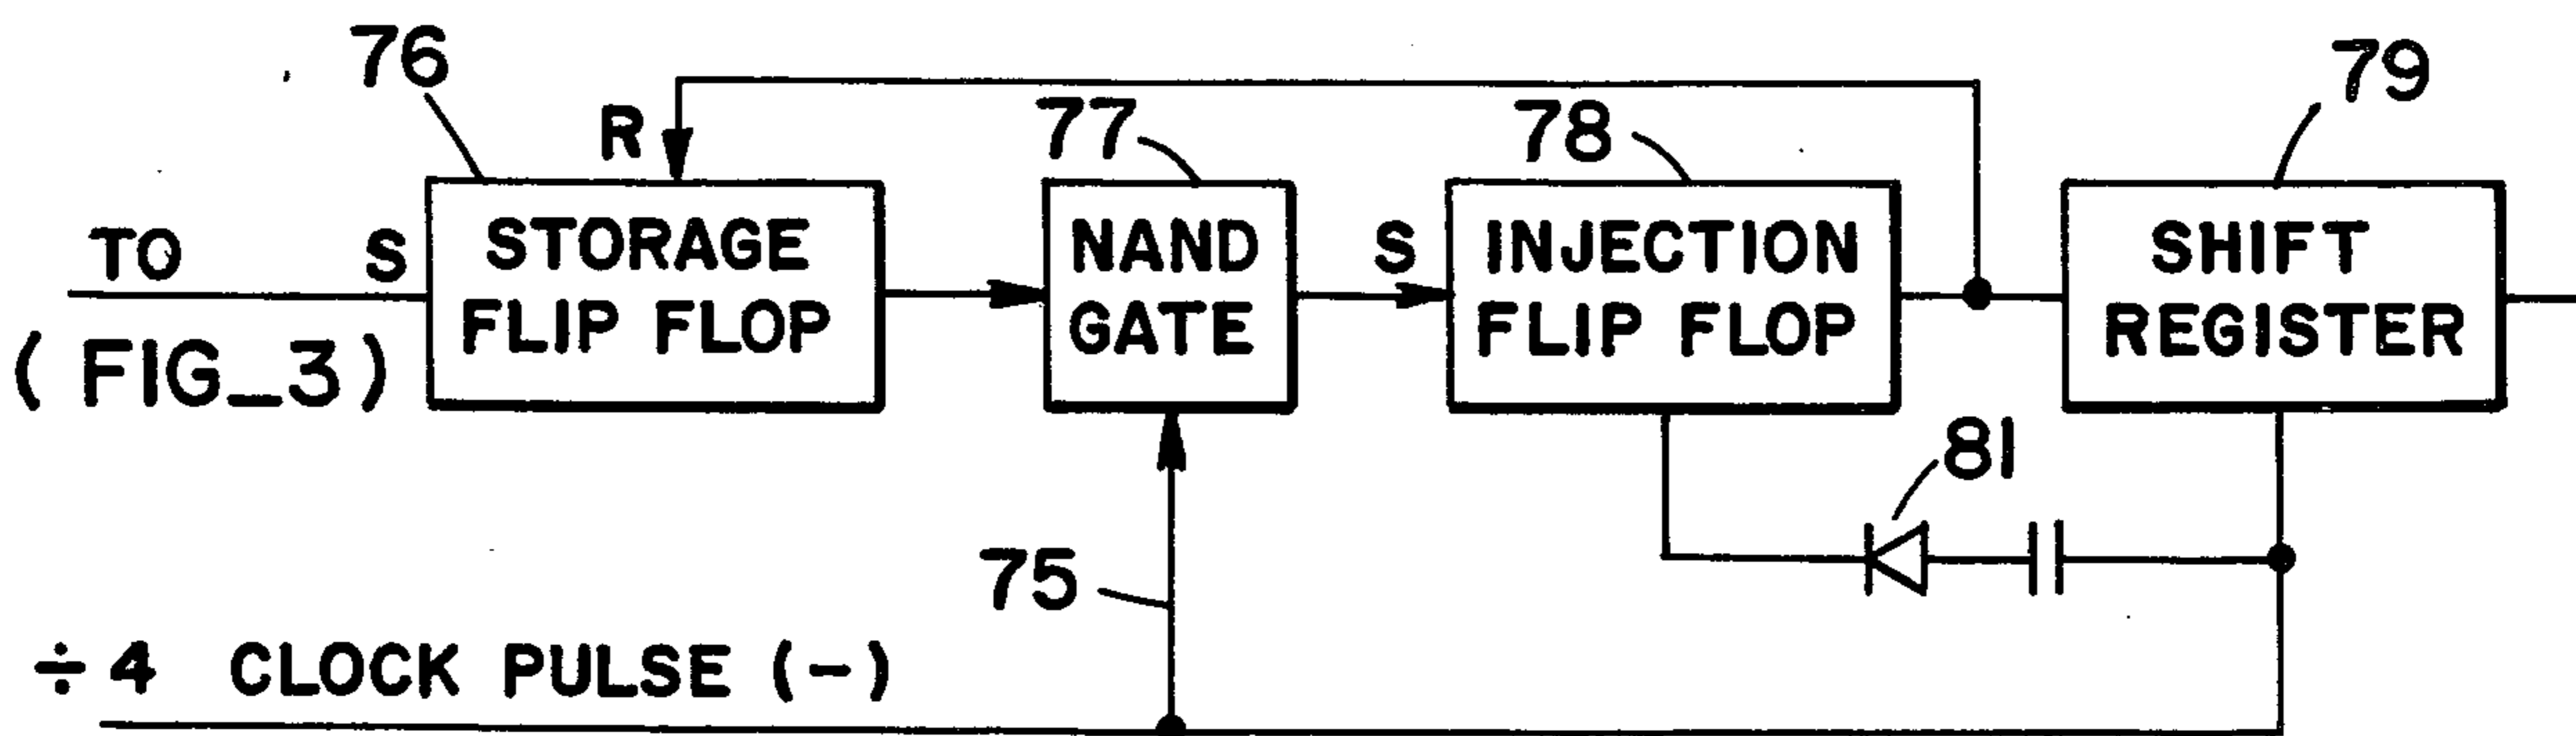 76
R
77
78
79
TO S
(FIG_3)
STORAGE
FLIP FLOP
NAND
GATE
S
INJECTION
FLIP FLOP
SHIFT
REGISTER
81
75
÷4 CLOCK PULSE (-)